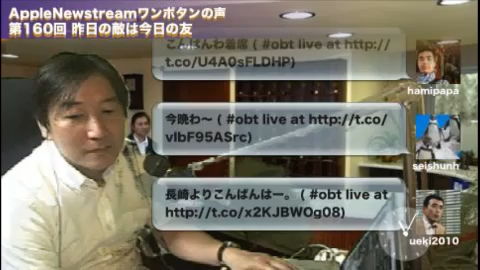 AppleNewstreamワンボタンの声
第160回 昨日の敵は今日の友
こんばんわ着席 ( #obt live at http://t.co/U4A0sFLDHP)
hamipapa
今晩わ〜 ( #obt live at http://t.co/
vlbF95ASrc)
seishunh
長崎よりこんばんはー。 ( #obt live at
http://t.co/x2KJBWOg08)
ueki2010